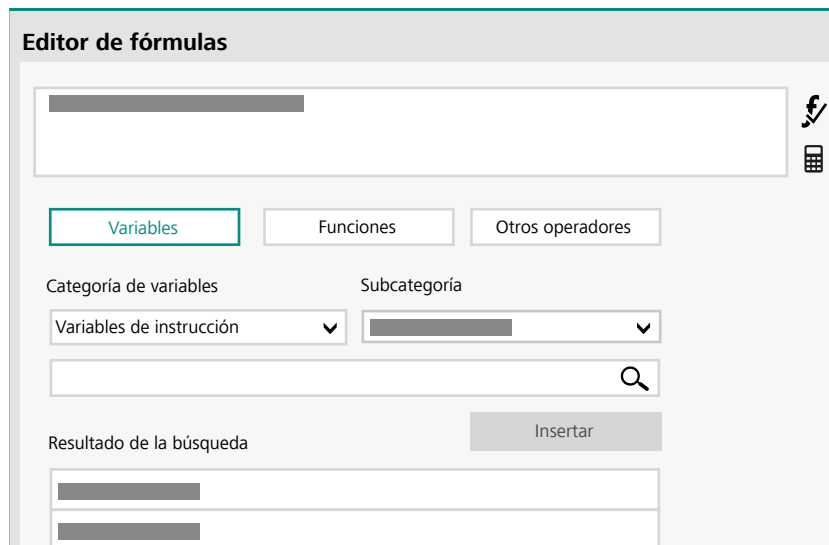 Editor de fórmulas
Variables
Funciones
Otros operadores
Categoría de variables
Subcategoría
Variables de instrucción
Insertar
Resultado de la búsqueda